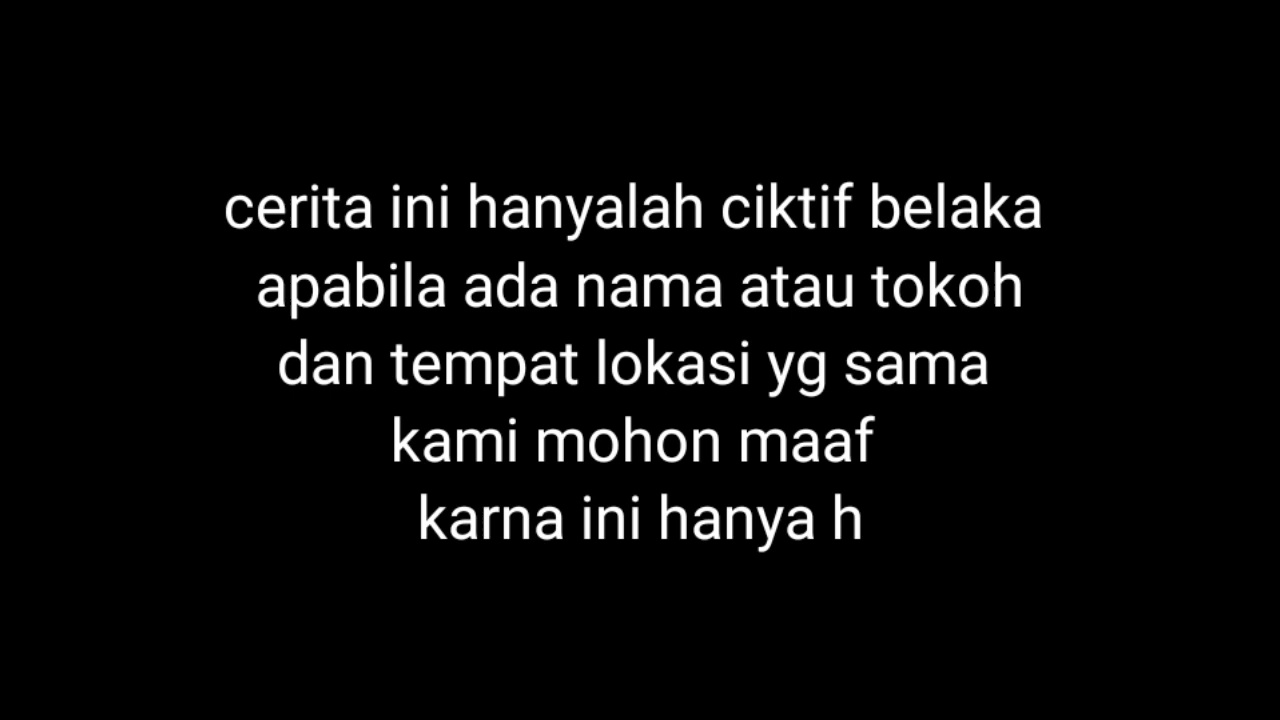 cerita ini hanyalah ciktif belaka
apabila ada nama atau tokoh
dan tempat lokasi yg sama
kami mohon maaf
karna ini hanya h